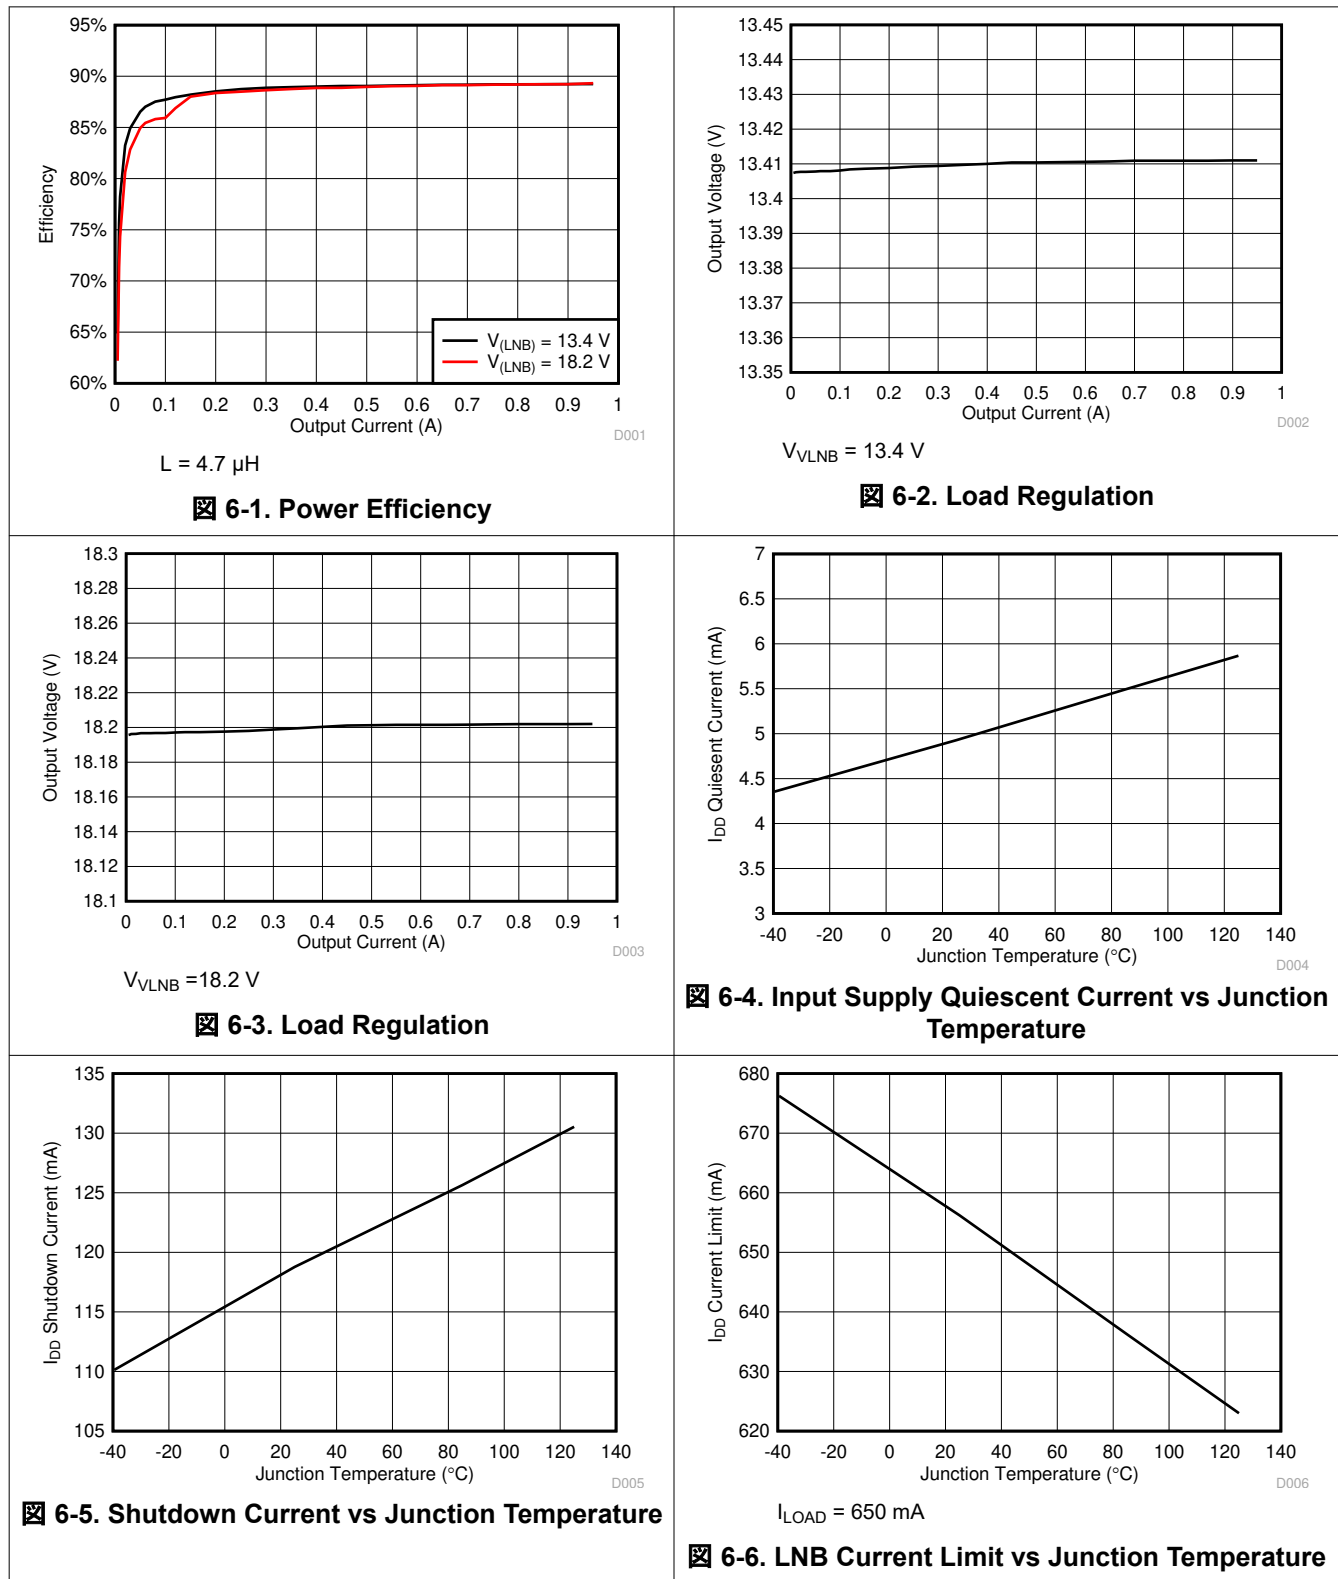 95%
90%
85%
80%
75%
70%
65%
60%
Efficiency
V(LNB) = 13.4 V
V(LNB) = 18.2 V
0 0.1 0.2 0.3 0.4 0.5 0.6 0.7 0.8 0.9 1
Output Current (A)
D001
L = 4.7 µH
図 6-1. Power Efficiency
13.45
13.44
13.43
13.42
13.41
13.4
13.39
13.38
13.37
13.36
13.35
Output Voltage (V)
0 0.1 0.2 0.3 0.4 0.5 0.6 0.7 0.8 0.9 1
Output Current (A)
D002
VVLNB = 13.4 V
図 6-2. Load Regulation
18.3
18.28
18.26
18.24
18.22
18.2
18.18
18.16
18.14
18.12
18.1
Output Voltage (V)
0 0.1 0.2 0.3 0.4 0.5 0.6 0.7 0.8 0.9 1
Output Current (A)
D003
VVLNB =18.2 V
図 6-3. Load Regulation
7
6.5
6
5.5
5
4.5
4
3.5
3
IDD Quiesent Current (mA)
-40 -20 0 20 40 60 80 100 120 140
Junction Temperature (°C)
D004
図 6-4. Input Supply Quiescent Current vs Junction
Temperature
135
130
125
120
115
110
105
IDD Shutdown Current (mA)
-40 -20 0 20 40 60 80 100 120 140
Junction Temperature (°C)
D005
図 6-5. Shutdown Current vs Junction Temperature
680
670
660
650
640
630
620
IDD Current Limit (mA)
-40 -20 0 20 40 60 80 100 120 140
Junction Temperature (°C)
D006
ILOAD = 650 mA
図 6-6. LNB Current Limit vs Junction Temperature